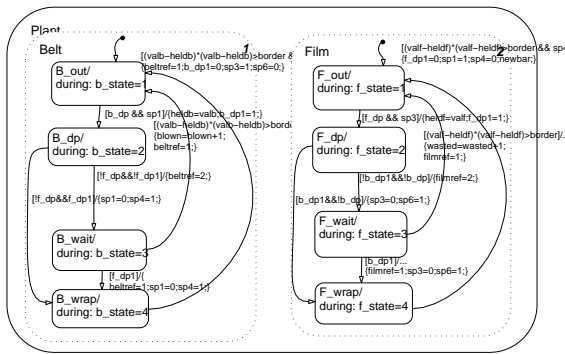 Plant
Belt
1
[(valb-heldb)*(valb-heldb)>border &
{beltref=1;b_dp1=0;sp3=1;sp6=0;}
B_out/
during: b_state=1
[b_dp && sp1]/{heldb=valb;b_dp1=1;}
[(valb-heldb)*(valb-heldb)>bord
{blown=blown+1;
beltref=1;}
B_dp/
during: b_state=2
[!f_dp&&!f_dp1]/{beltref=2;}
[!f_dp&&f_dp1]/{sp1=0;sp4=1;}
B_wait/
during: b_state=3
[f_dp1]/{
beltref=1;sp1=0;sp4=1;}
B_wrap/
during: b_state=4
Film
2
[(valf-heldf)*(valf-heldf)>border && sp4
{f_dp1=0;sp1=1;sp4=0;newbar;}
F_out/
during: f_state=1
[f_dp && sp3]/{heldf=valf;f_dp1=1;}
[(valf-heldf)*(valf-heldf)>border]/...
{wasted=wasted+1;
filmref=1;}
F_dp/
during: f_state=2
[!b_dp1&&!b_dp]/{filmref=2;}
[b_dp1&&!b_dp]/{sp3=0;sp6=1;}
F_wait/
during: f_state=3
[b_dp1]/...
{filmref=1;sp3=0;sp6=1;}
F_wrap/
during: f_state=4